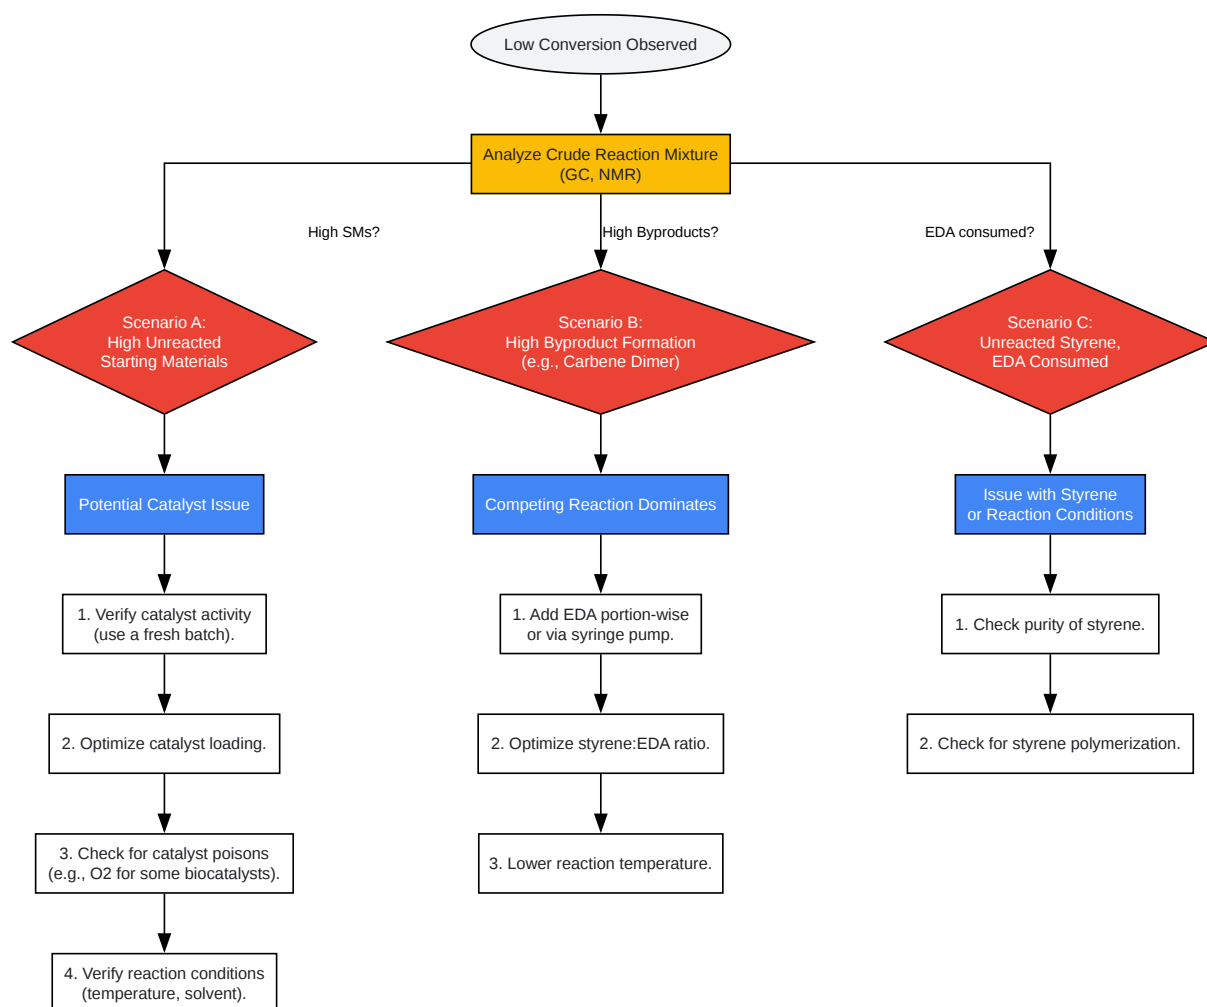 Low Conversion Observed
Analyze Crude Reaction Mixture
(GC, NMR)
High SMs?
High Byproducts?
EDA consumed?
Scenario A:
High Unreacted
Starting Materials
Scenario B:
High Byproduct Formation
(e.g., Carbene Dimer)
Scenario C:
Unreacted Styrene,
EDA Consumed
Potential Catalyst Issue
Competing Reaction Dominates
Issue with Styrene
or Reaction Conditions
1. Verify catalyst activity
(use a fresh batch).
1. Add EDA portion-wise
or via syringe pump.
1. Check purity of styrene.
2. Optimize catalyst loading.
2. Optimize styrene:EDA ratio.
2. Check for styrene polymerization.
3. Check for catalyst poisons
(e.g., O2 for some biocatalysts).
3. Lower reaction temperature.
4. Verify reaction conditions
(temperature, solvent).